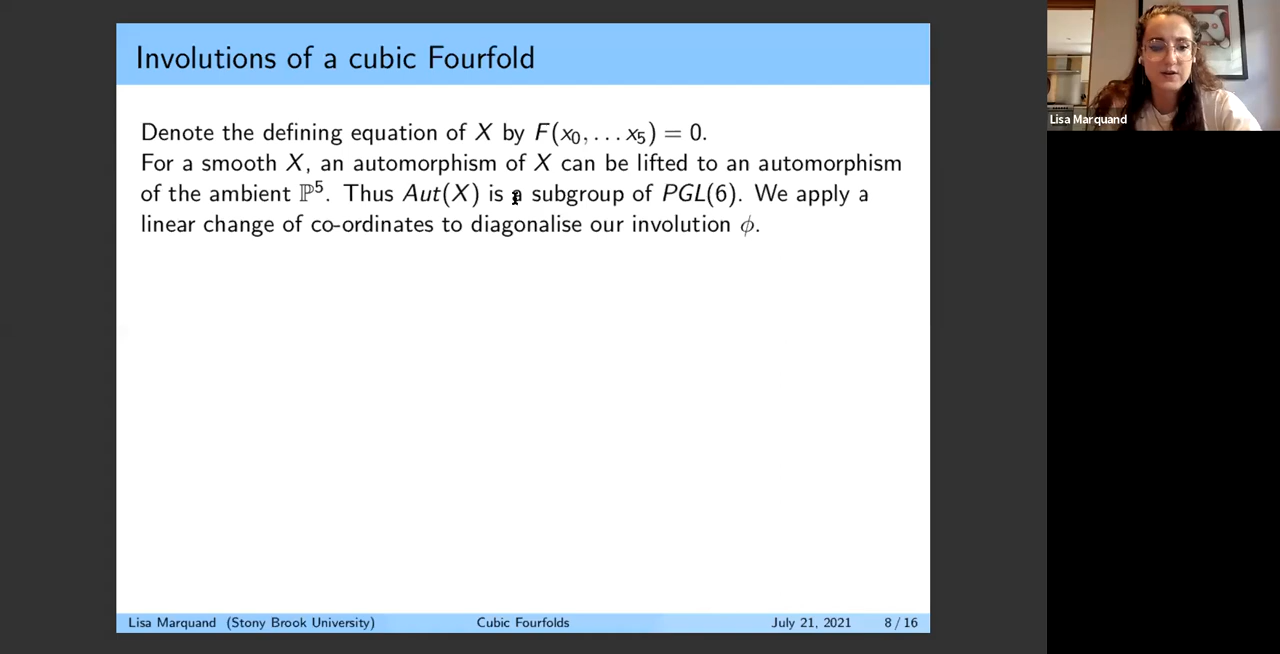 Involutions of a cubic Fourfold
Denote the defining equation of X by F(x₀, . . . x₅) = 0.
For a smooth X, an automorphism of X can be lifted to an automorphism
of the ambient ℙ⁵. Thus Aut(X) is a subgroup of PGL(6). We apply a
linear change of co-ordinates to diagonalise our involution ϕ.
Lisa Marquand (Stony Brook University) Cubic Fourfolds July 21, 2021 8 / 16
Lisa Marquand